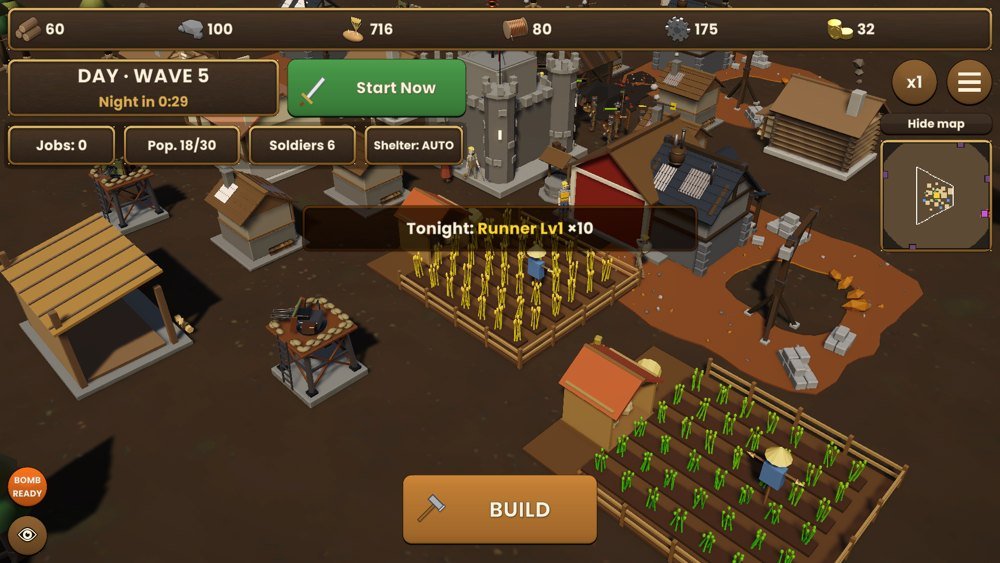 60
100
716
80
175
32
DAY · WAVE 5
Night in 0:29
Start Now
x1
Hide map
Jobs: 0
Pop. 18/30
Soldiers 6
Shelter: AUTO
Tonight: Runner Lv1 ×10
BOMB
READY
BUILD